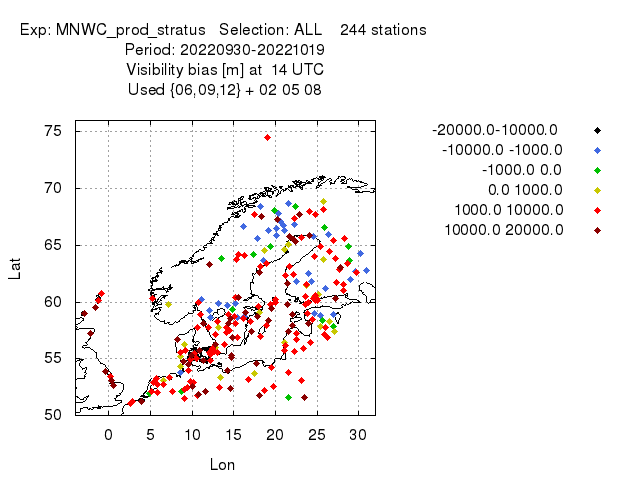 Exp: MNWC_prod_stratus Selection: ALL 244 stations
Period: 20220930-20221019
Visibility bias [m] at 14 UTC
Used {06,09,12} + 02 05 08
-20000.0-10000.0
-10000.0 -1000.0
-1000.0 0.0
0.0 1000.0
1000.0 10000.0
10000.0 20000.0
75
70
65
60
55
50
Lat
0 5 10 15 20 25 30
Lon